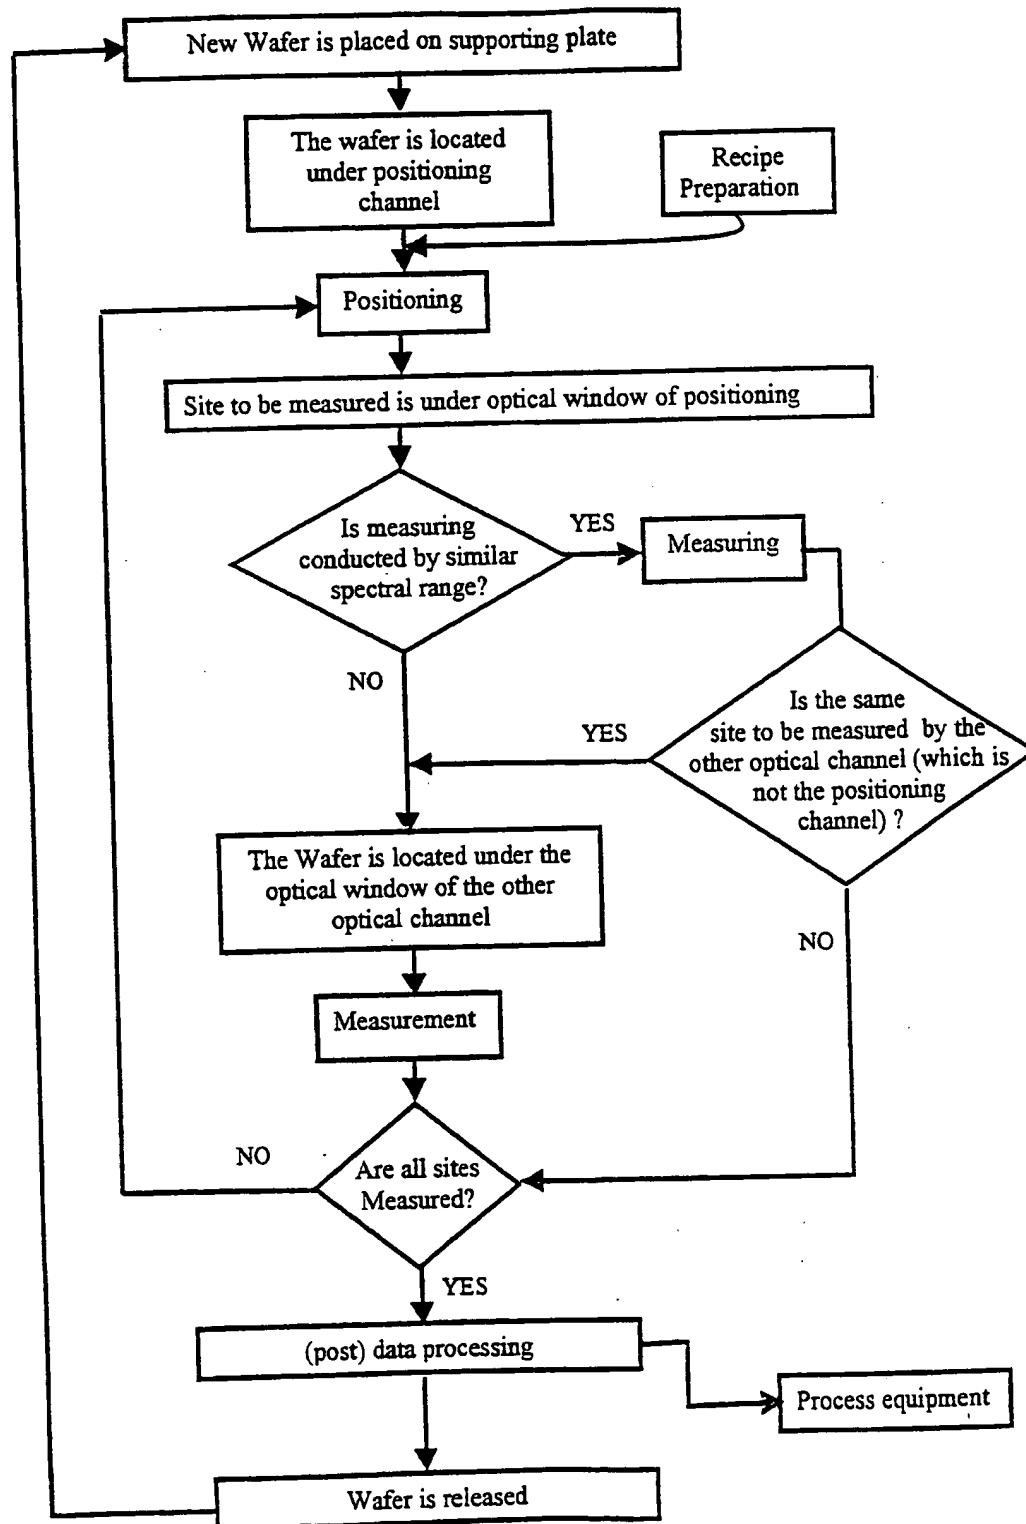 New Wafer is placed on supporting plate
The wafer is located
under positioning
channel
Recipe
Preparation
Positioning
Site to be measured is under optical window of positioning
Is measuring
conducted by similar
spectral range?
YES
Measuring
NO
Is the same
site to be measured by the
other optical channel (which is
not the positioning
channel) ?
YES
The Wafer is located under the
optical window of the other
optical channel
NO
Measurement
NO
Are all sites
Measured?
YES
(post) data processing
Process equipment
Wafer is released